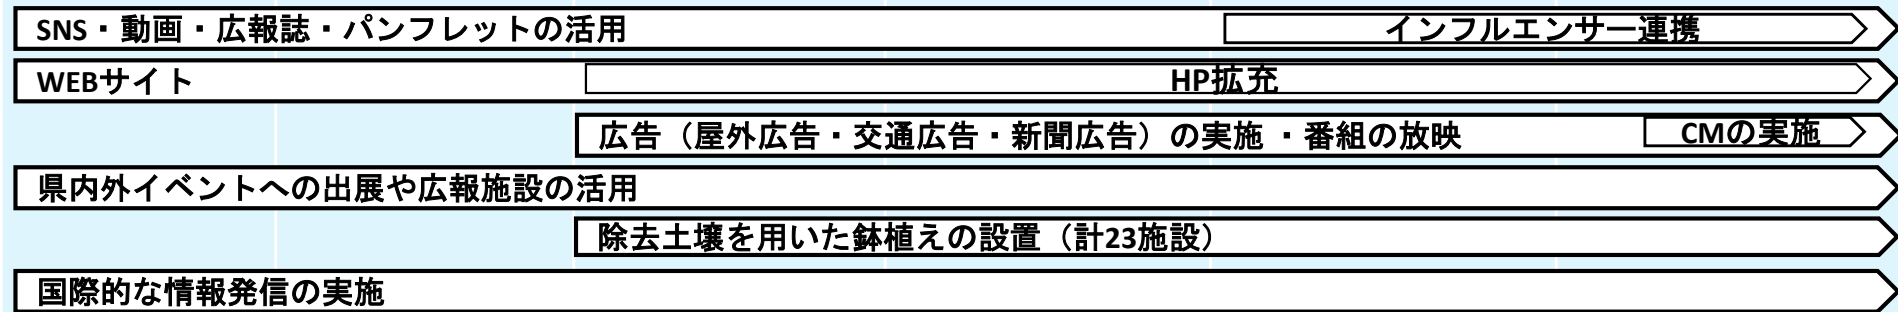 SNS・動画・広報誌・パンフレットの活用 インフルエンサー連携
WEBサイト HP拡充
広告（屋外広告・交通広告・新聞広告）の実施 ・番組の放映 CMの実施
県内外イベントへの出展や広報施設の活用
除去土壌を用いた鉢植えの設置（計23施設）
国際的な情報発信の実施